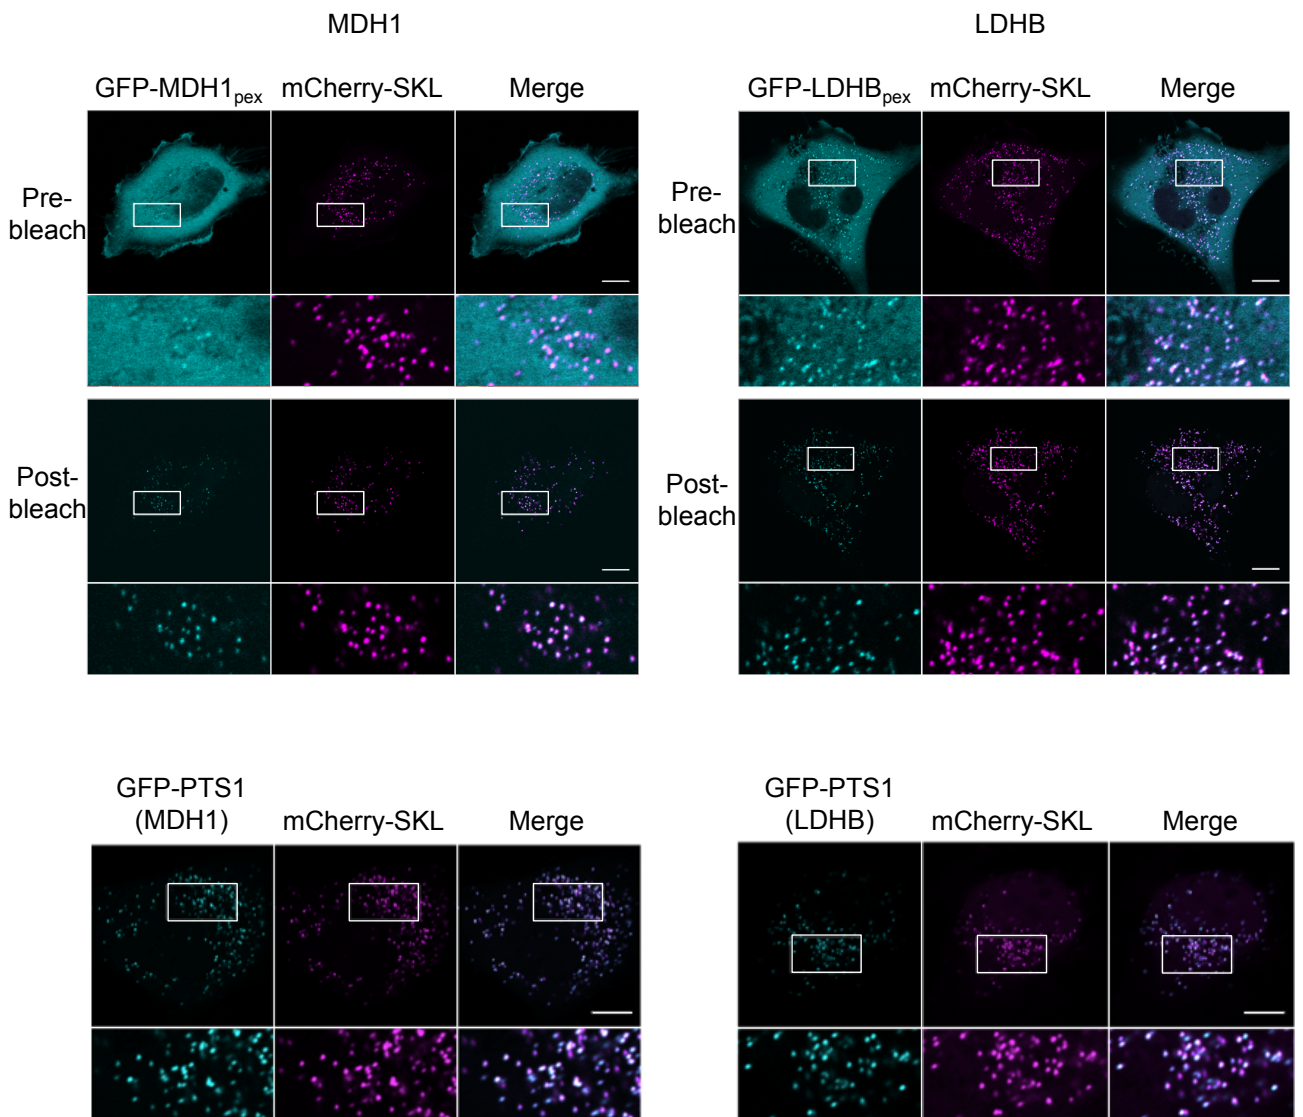 MDH1
LDHB
GFP-MDH1pex mCherry-SKL Merge
GFP-LDHBpex mCherry-SKL Merge
Pre-
bleach
Pre-
bleach
Post-
bleach
Post-
bleach
GFP-PTS1
(MDH1) mCherry-SKL Merge
GFP-PTS1
(LDHB) mCherry-SKL Merge